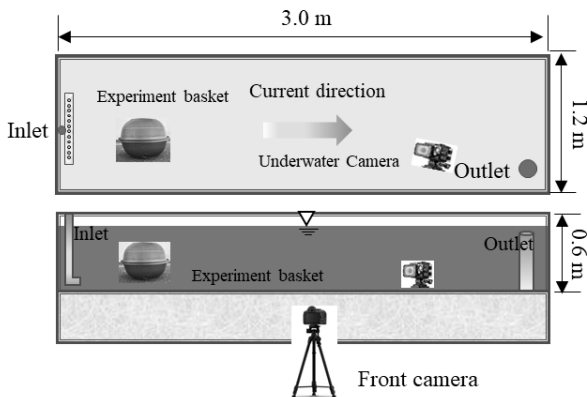 3.0 m
Experiment basket
Current direction
Inlet
Underwater Camera
Outlet
1.2 m
Inlet
Outlet
Experiment basket
0.6 m
Front camera